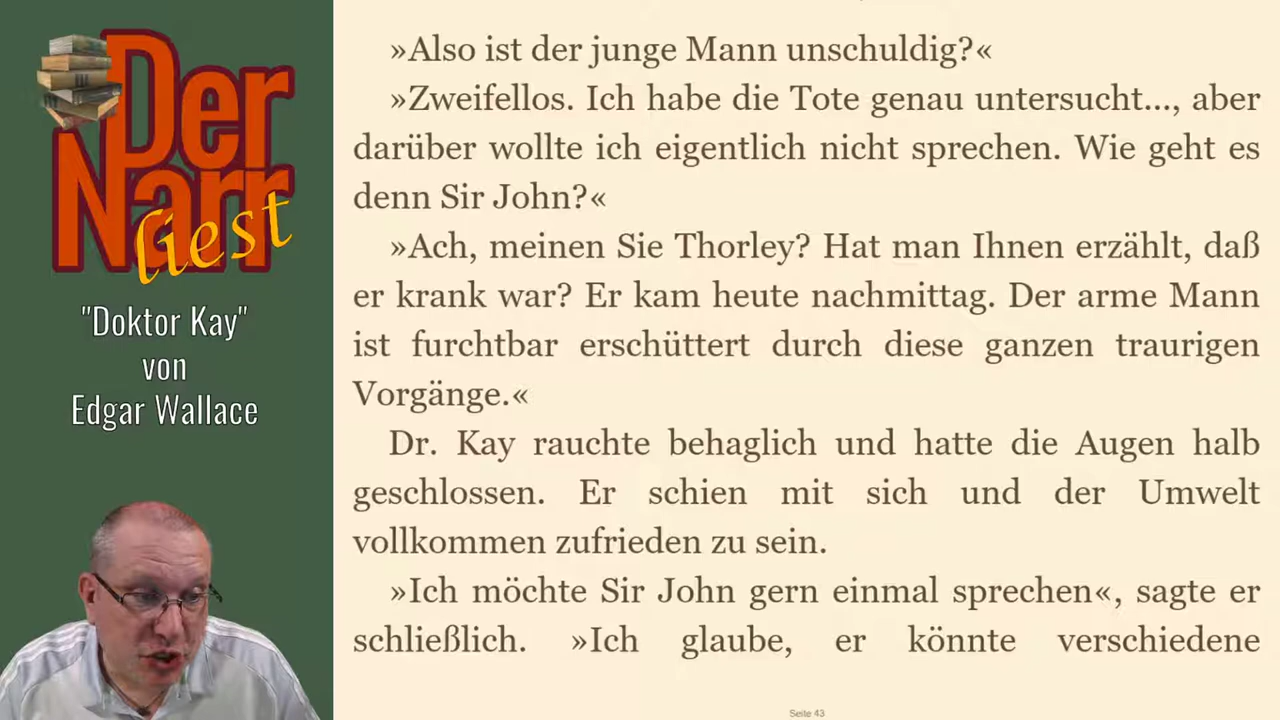 Der
Narr
liest
"Doktor Kay"
von
Edgar Wallace
»Also ist der junge Mann unschuldig?«
»Zweifellos. Ich habe die Tote genau untersucht..., aber
darüber wollte ich eigentlich nicht sprechen. Wie geht es
denn Sir John?«
»Ach, meinen Sie Thorley? Hat man Ihnen erzählt, daß
er krank war? Er kam heute nachmittag. Der arme Mann
ist furchtbar erschüttert durch diese ganzen traurigen
Vorgänge.«
Dr. Kay rauchte behaglich und hatte die Augen halb
geschlossen. Er schien mit sich und der Umwelt
vollkommen zufrieden zu sein.
»Ich möchte Sir John gern einmal sprechen«, sagte er
schließlich. »Ich glaube, er könnte verschiedene
Seite 43